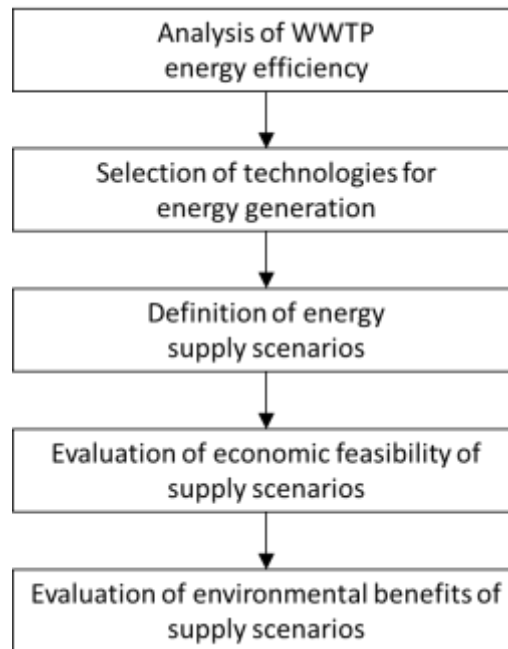 Analysis of WWTP
energy efficiency
Selection of technologies for
energy generation
Definition of energy
supply scenarios
Evaluation of economic feasibility of
supply scenarios
Evaluation of environmental benefits of
supply scenarios